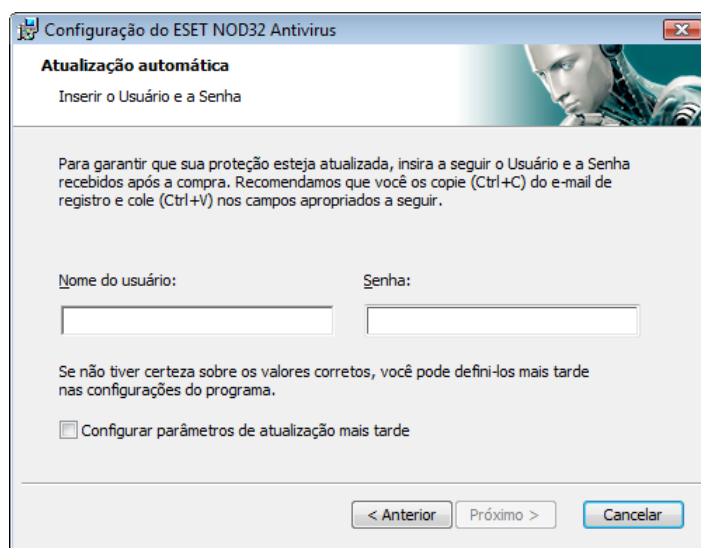 Configuração do ESET NOD32 Antivirus
Atualização automática
Inserir o Usuário e a Senha
Para garantir que sua proteção esteja atualizada, insira a seguir o Usuário e a Senha
recebidos após a compra. Recomendamos que você os copie (Ctrl+C) do e-mail de
registro e cole (Ctrl+V) nos campos apropriados a seguir.
Nome do usuário: Senha:
Se não tiver certeza sobre os valores corretos, você pode defini-los mais tarde
nas configurações do programa.
Configurar parâmetros de atualização mais tarde
< Anterior Próximo > Cancelar